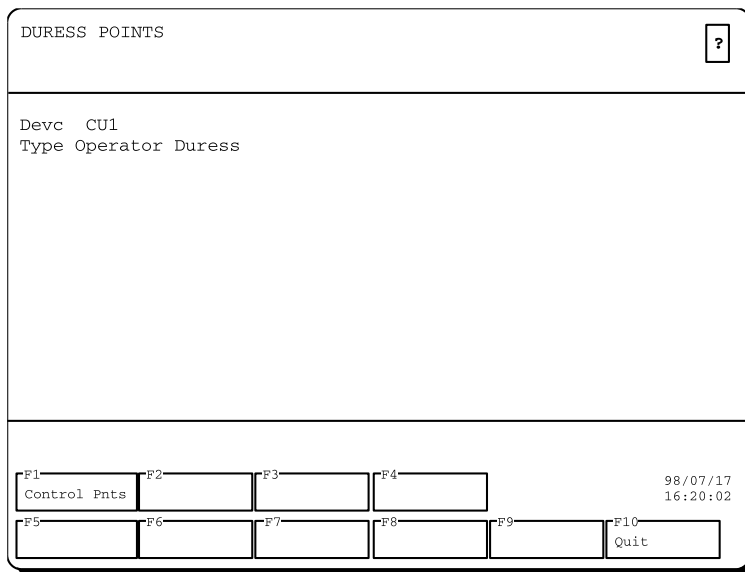 DURESS POINTS
?
Devc CU1
Type Operator Duress
F1 F2 F3 F4
Control Pnts
98/07/17
16:20:02
F5 F6 F7 F8 F9 F10
Quit